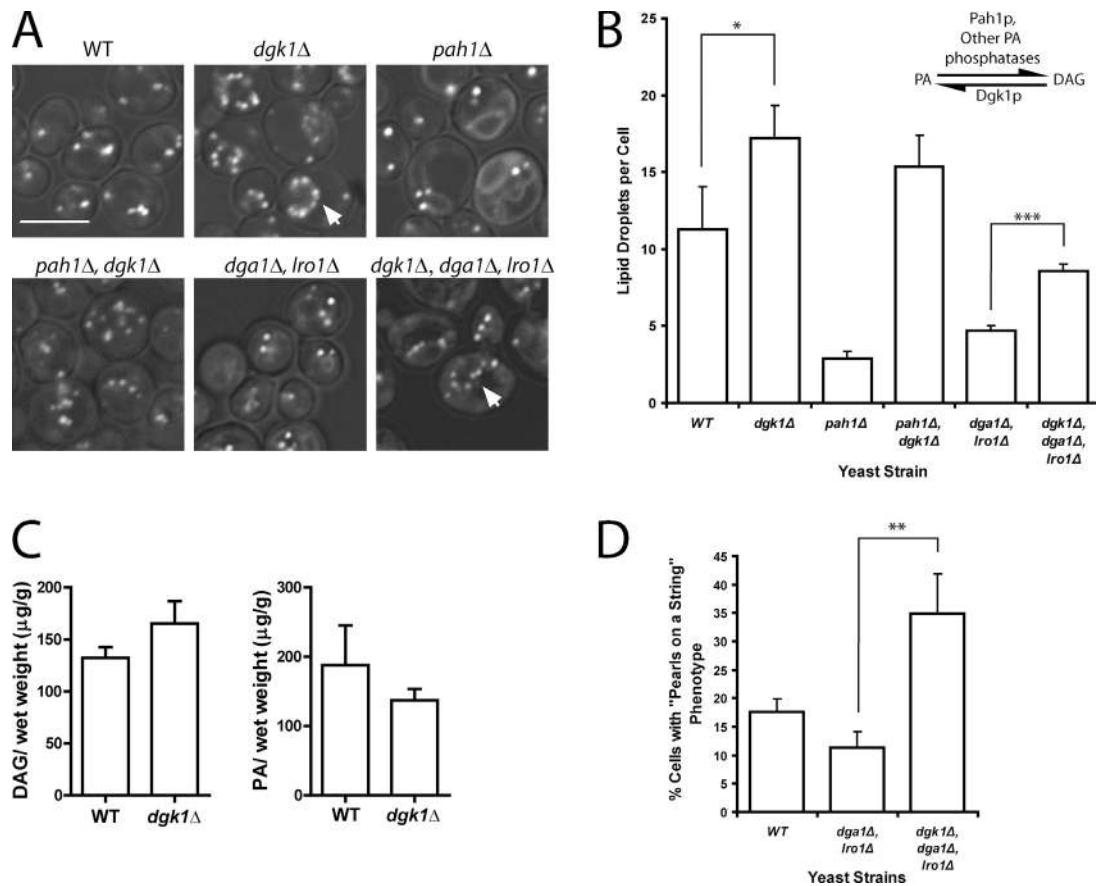 A
WT
dgk1Δ
pah1Δ
pah1Δ, dgk1Δ
dga1Δ, lro1Δ
dgk1Δ, dga1Δ, lro1Δ
B
Lipid Droplets per Cell
25
20
15
10
5
0
*
***
Pah1p,
Other PA
phosphatases
PA
DAG
Dgk1p
WT
dgk1Δ
pah1Δ
pah1Δ,
dgk1Δ
dga1Δ,
lro1Δ
dgk1Δ,
dga1Δ,
lro1Δ
Yeast Strain
C
DAG/ wet weight (µg/g)
200
150
100
50
0
WT
dgk1Δ
PA/ wet weight (µg/g)
300
200
100
0
WT
dgk1Δ
D
% Cells with "Pearls on a String"
Phenotype
45
40
35
30
25
20
15
10
5
0
**
WT
dga1Δ,
lro1Δ
dgk1Δ,
dga1Δ,
lro1Δ
Yeast Strains